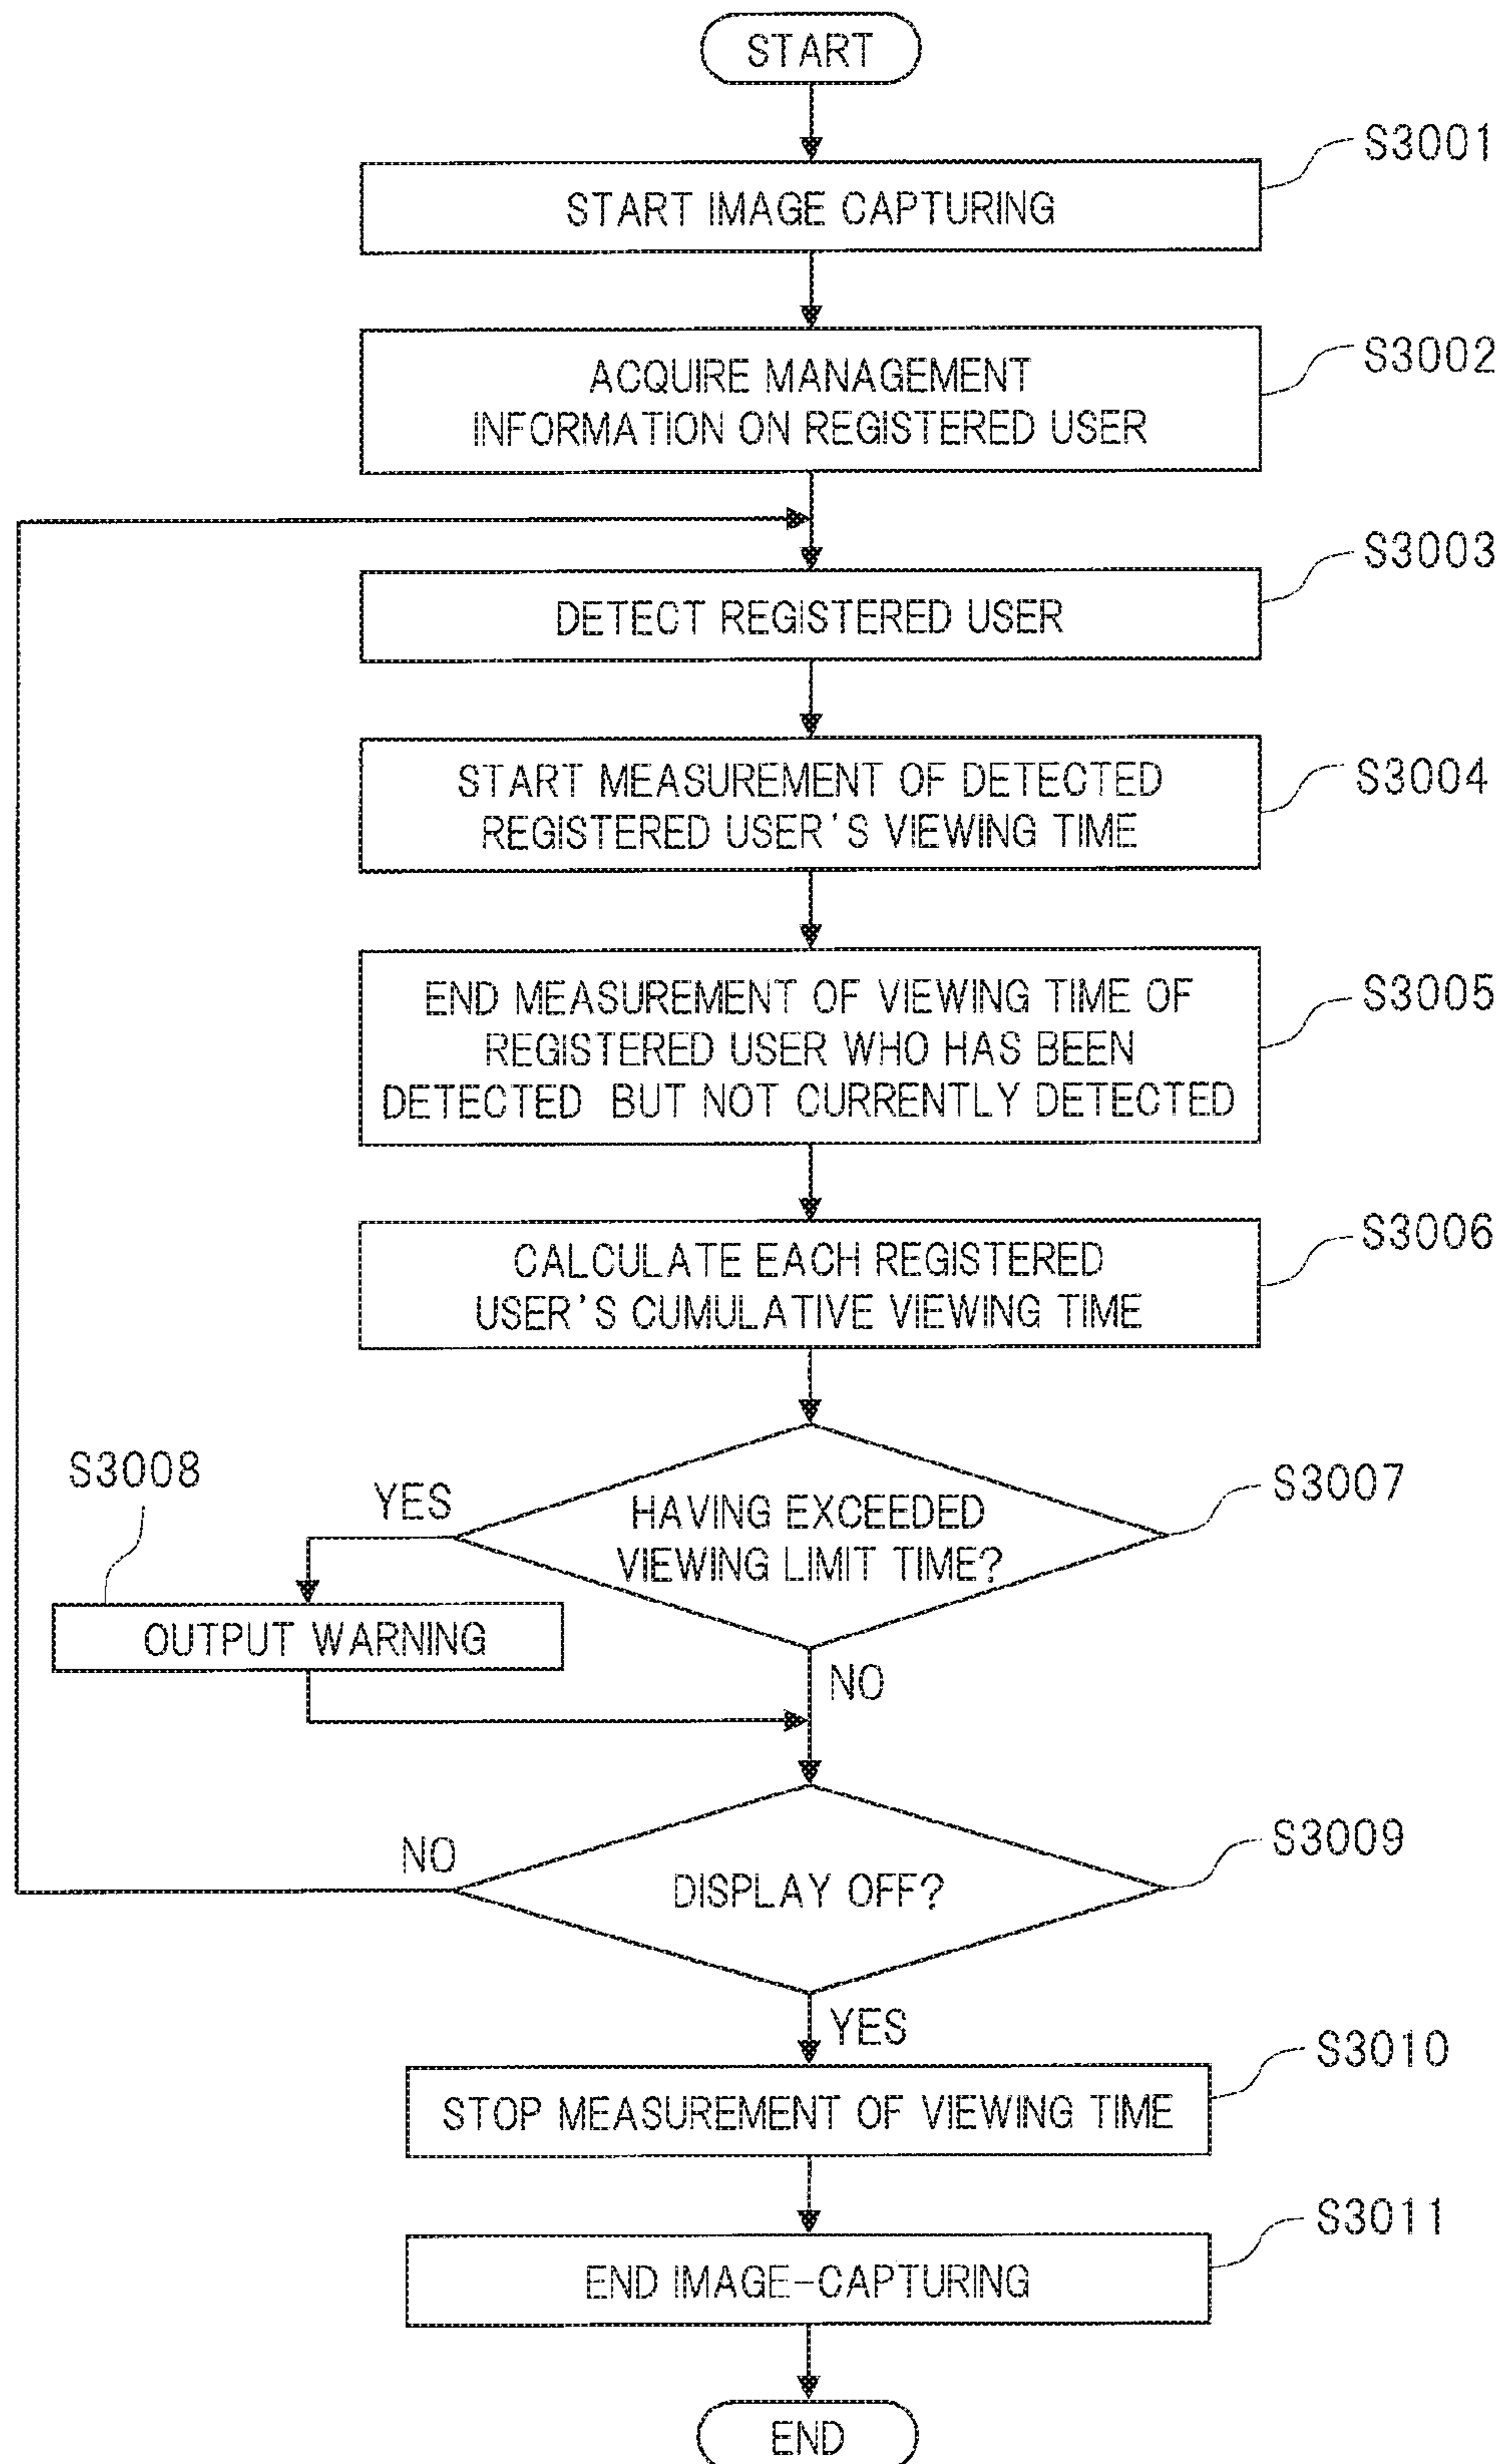 START
S3001
START IMAGE CAPTURING
S3002
ACQUIRE MANAGEMENT
INFORMATION ON REGISTERED USER
S3003
DETECT REGISTERED USER
S3004
START MEASUREMENT OF DETECTED
REGISTERED USER'S VIEWING TIME
S3005
END MEASUREMENT OF VIEWING TIME OF
REGISTERED USER WHO HAS BEEN
DETECTED BUT NOT CURRENTLY DETECTED
S3006
CALCULATE EACH REGISTERED
USER'S CUMULATIVE VIEWING TIME
S3007
HAVING EXCEEDED
VIEWING LIMIT TIME?
YES
S3008
OUTPUT WARNING
NO
S3009
DISPLAY OFF?
NO
YES
S3010
STOP MEASUREMENT OF VIEWING TIME
S3011
END IMAGE-CAPTURING
END